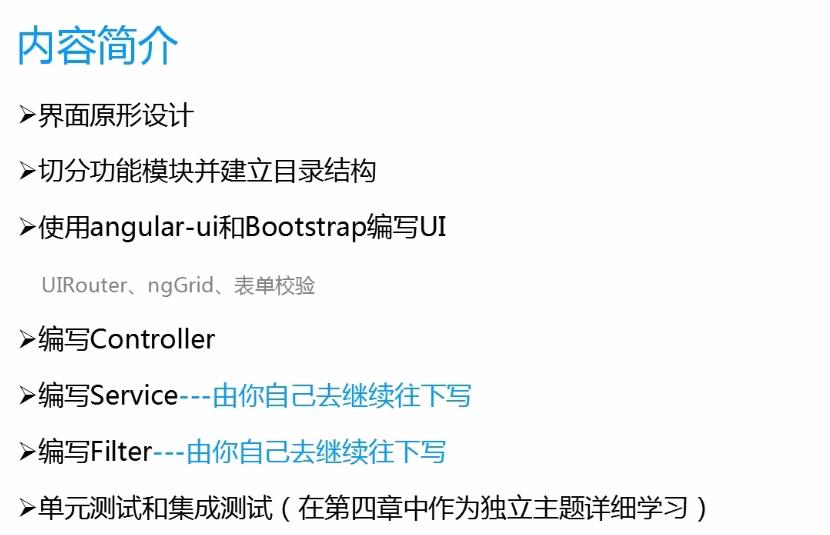 内容简介
➢界面原形设计
➢切分功能模块并建立目录结构
➢使用angular-ui和Bootstrap编写UI
UIRouter、ngGrid、表单校验
➢编写Controller
➢编写Service---由你自己去继续往下写
➢编写Filter---由你自己去继续往下写
➢单元测试和集成测试（在第四章中作为独立主题详细学习）